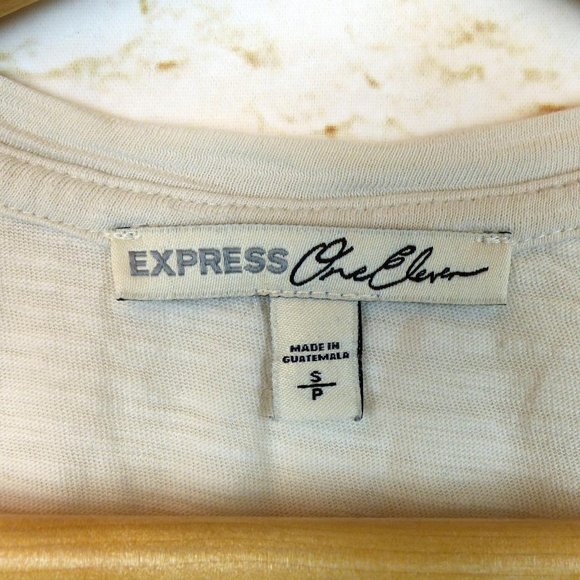 EXPRESS One Eleven
MADE IN
GUATEMALA
S
P